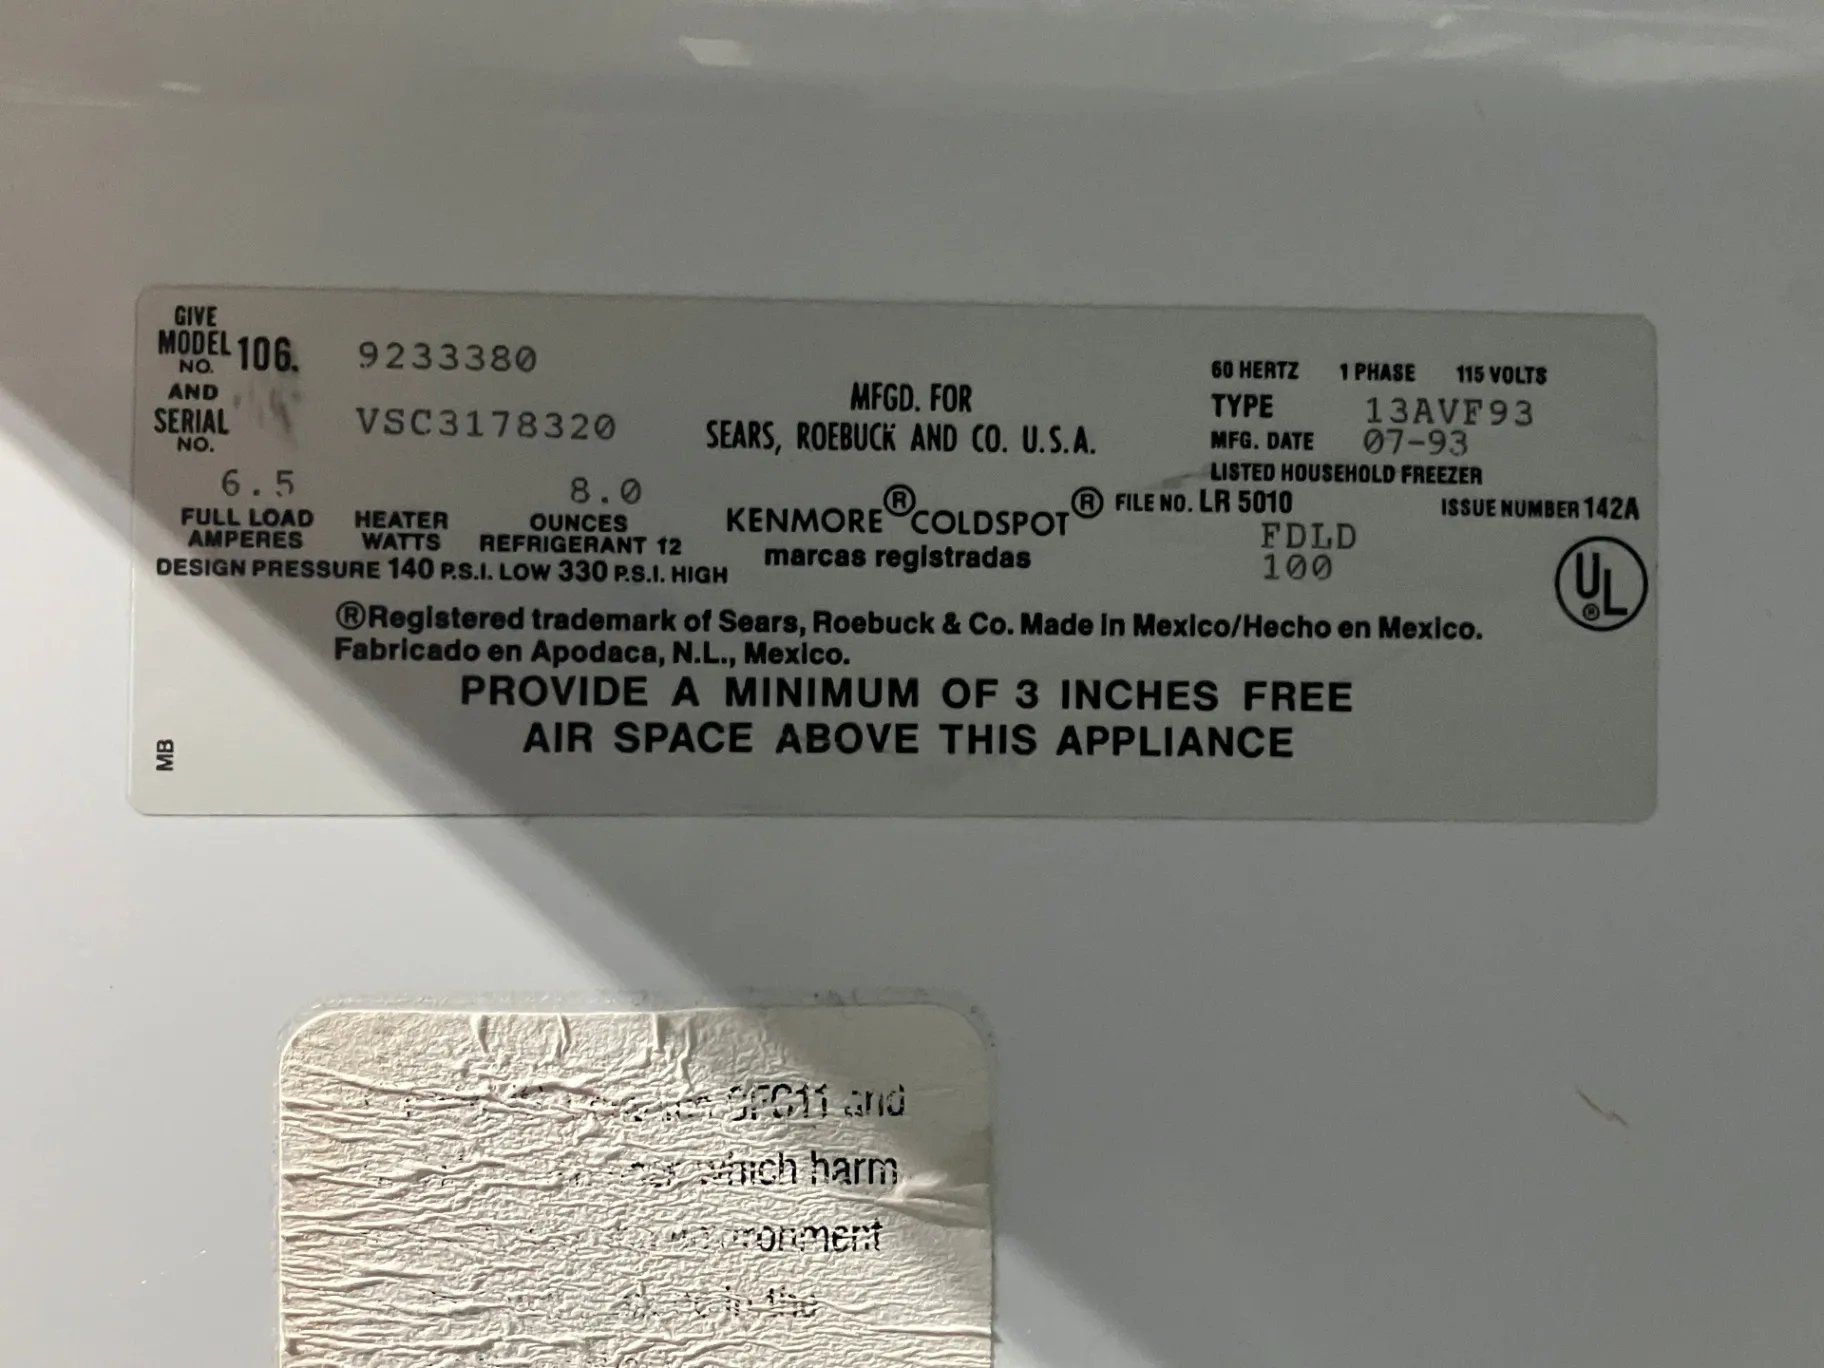 GIVE
MODEL NO. 106. 9233380
AND
SERIAL NO. VSC3178320
6.5 8.0
FULL LOAD AMPERES HEATER WATTS OUNCES REFRIGERANT 12
DESIGN PRESSURE 140 P.S.I. LOW 330 P.S.I. HIGH
MFGD. FOR
SEARS, ROEBUCK AND CO. U.S.A.
KENMORE® COLDSPOT®
marcas registradas
60 HERTZ 1 PHASE 115 VOLTS
TYPE 13AVF93
MFG. DATE 07-93
LISTED HOUSEHOLD FREEZER
FILE NO. LR 5010 ISSUE NUMBER 142A
FDLD
100
UL®
®Registered trademark of Sears, Roebuck & Co. Made in Mexico/Hecho en Mexico.
Fabricado en Apodaca, N.L., Mexico.
PROVIDE A MINIMUM OF 3 INCHES FREE
AIR SPACE ABOVE THIS APPLIANCE
MB
CFC11 and
which harm
in the